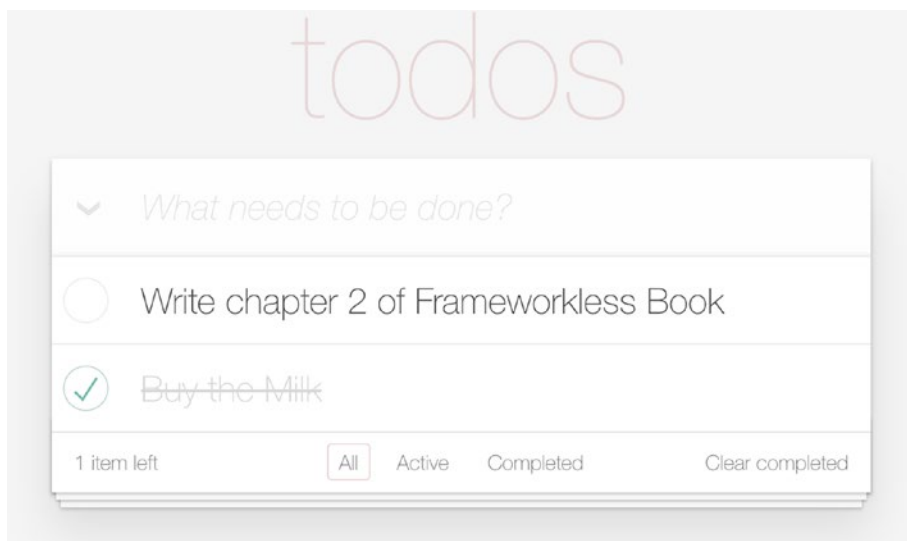 todos
What needs to be done?
Write chapter 2 of Frameworkless Book
Buy the Milk
1 item left All Active Completed Clear completed